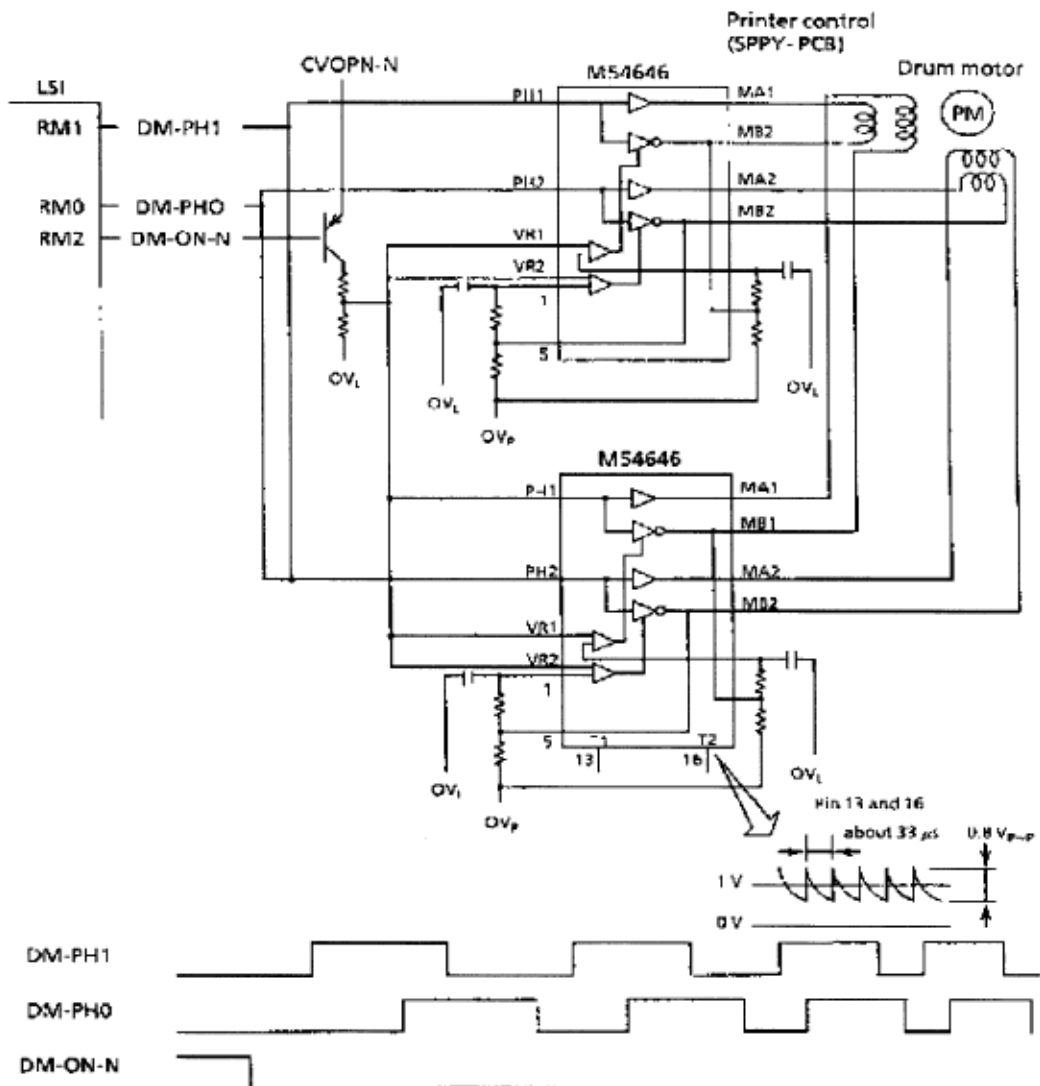 Printer control
(SPPY- PCB)
CVOPN-N
M54646
Drum motor
LSI
PH1
MA1
PM
RM1
DM-PH1
MB2
PH2
MA2
RM0
DM-PHO
MB2
RM2
DM-ON-N
VR1
VR2
1
5
OVL
OVL
OVL
OVP
M54646
PH1
MA1
MB1
PH2
MA2
MB2
VR1
VR2
1
5
T2
13
16
OVL
OVL
OVP
Pin 13 and 16
about 33 µs
0.8 VP-P
1 V
0 V
DM-PH1
DM-PH0
DM-ON-N